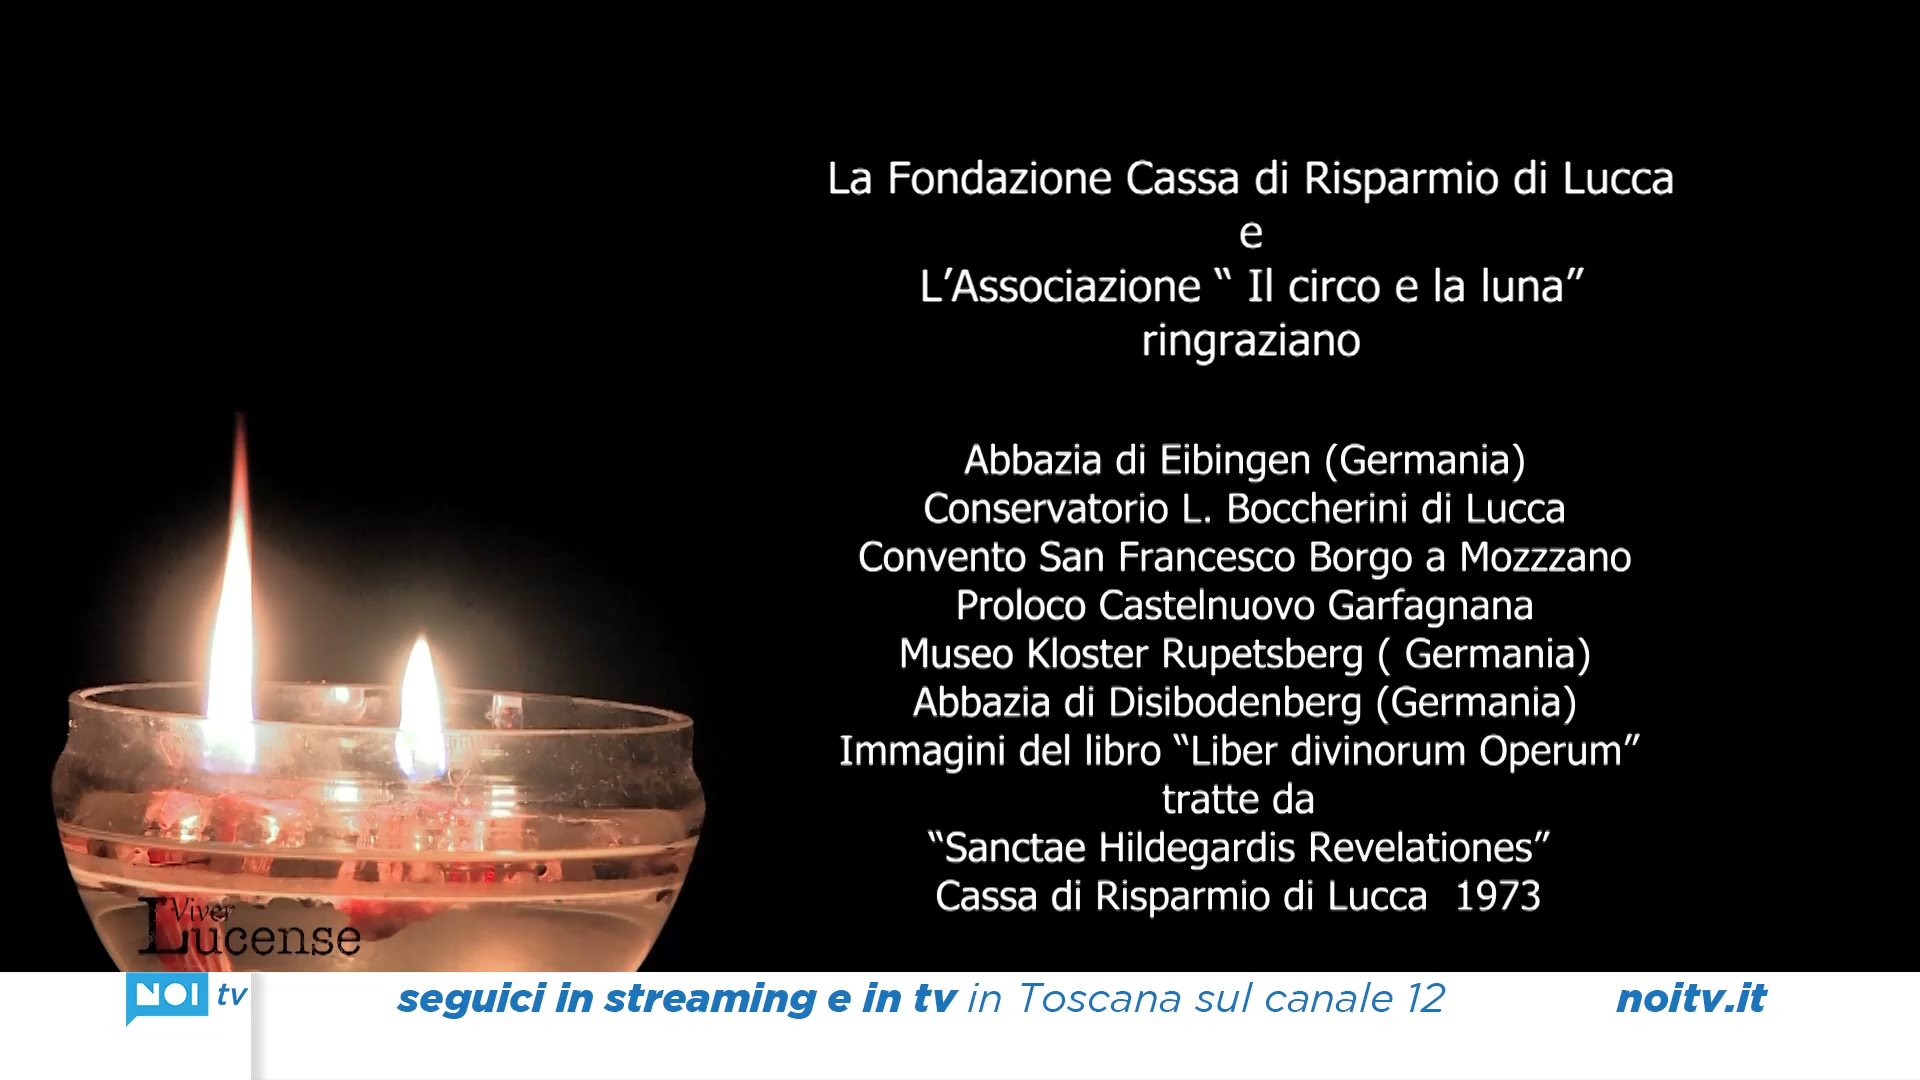 La Fondazione Cassa di Risparmio di Lucca
e
L’Associazione “ Il circo e la luna”
ringraziano
Abbazia di Eibingen (Germania)
Conservatorio L. Boccherini di Lucca
Convento San Francesco Borgo a Mozzzano
Proloco Castelnuovo Garfagnana
Museo Kloster Rupetsberg ( Germania)
Abbazia di Disibodenberg (Germania)
Immagini del libro “Liber divinorum Operum”
tratte da
“Sanctae Hildegardis Revelationes”
Cassa di Risparmio di Lucca 1973
Viver
Lucense
NOI tv
seguici in streaming e in tv in Toscana sul canale 12
noitv.it